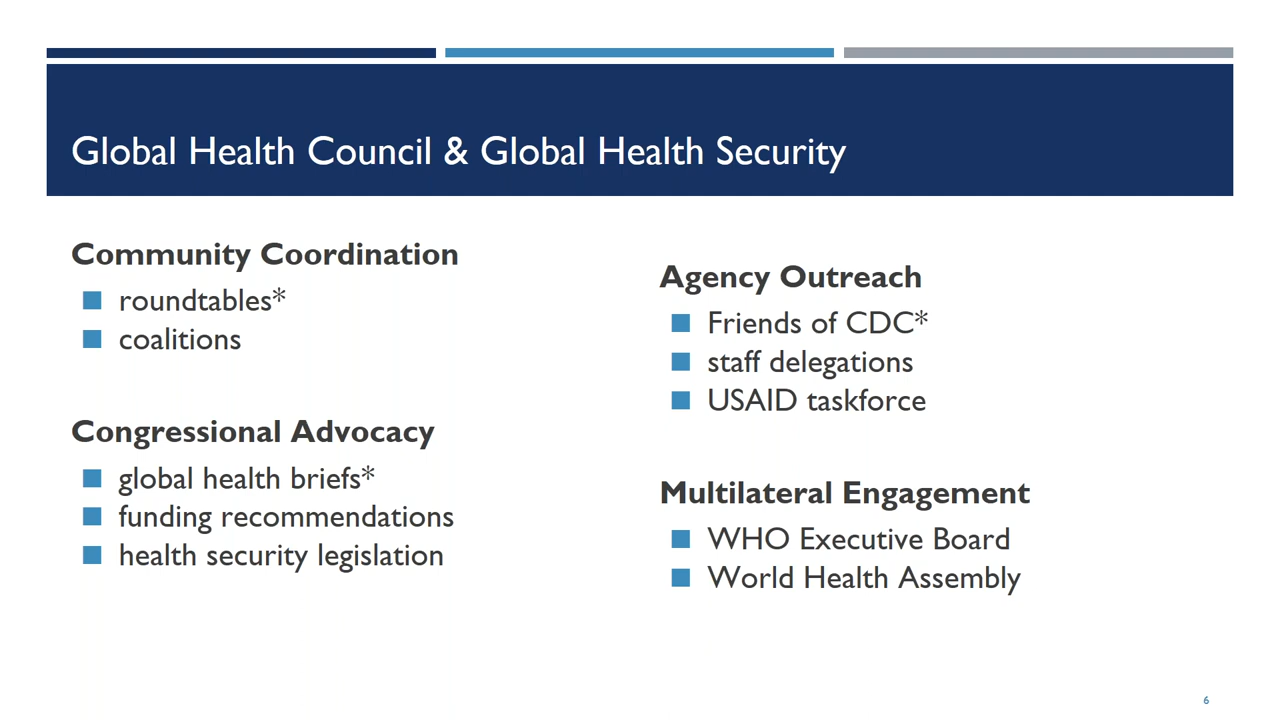 Global Health Council & Global Health Security
Community Coordination
roundtables*
coalitions
Congressional Advocacy
global health briefs*
funding recommendations
health security legislation
Agency Outreach
Friends of CDC*
staff delegations
USAID taskforce
Multilateral Engagement
WHO Executive Board
World Health Assembly
6